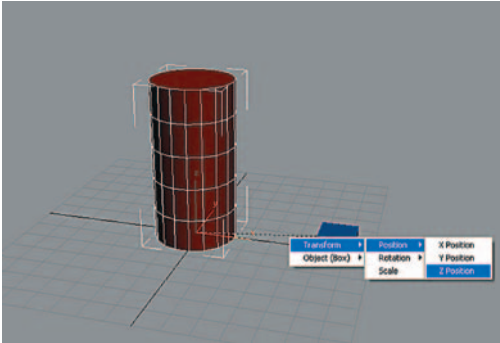 Transform
Object (Box)
Position
Rotation
Scale
X Position
Y Position
Z Position